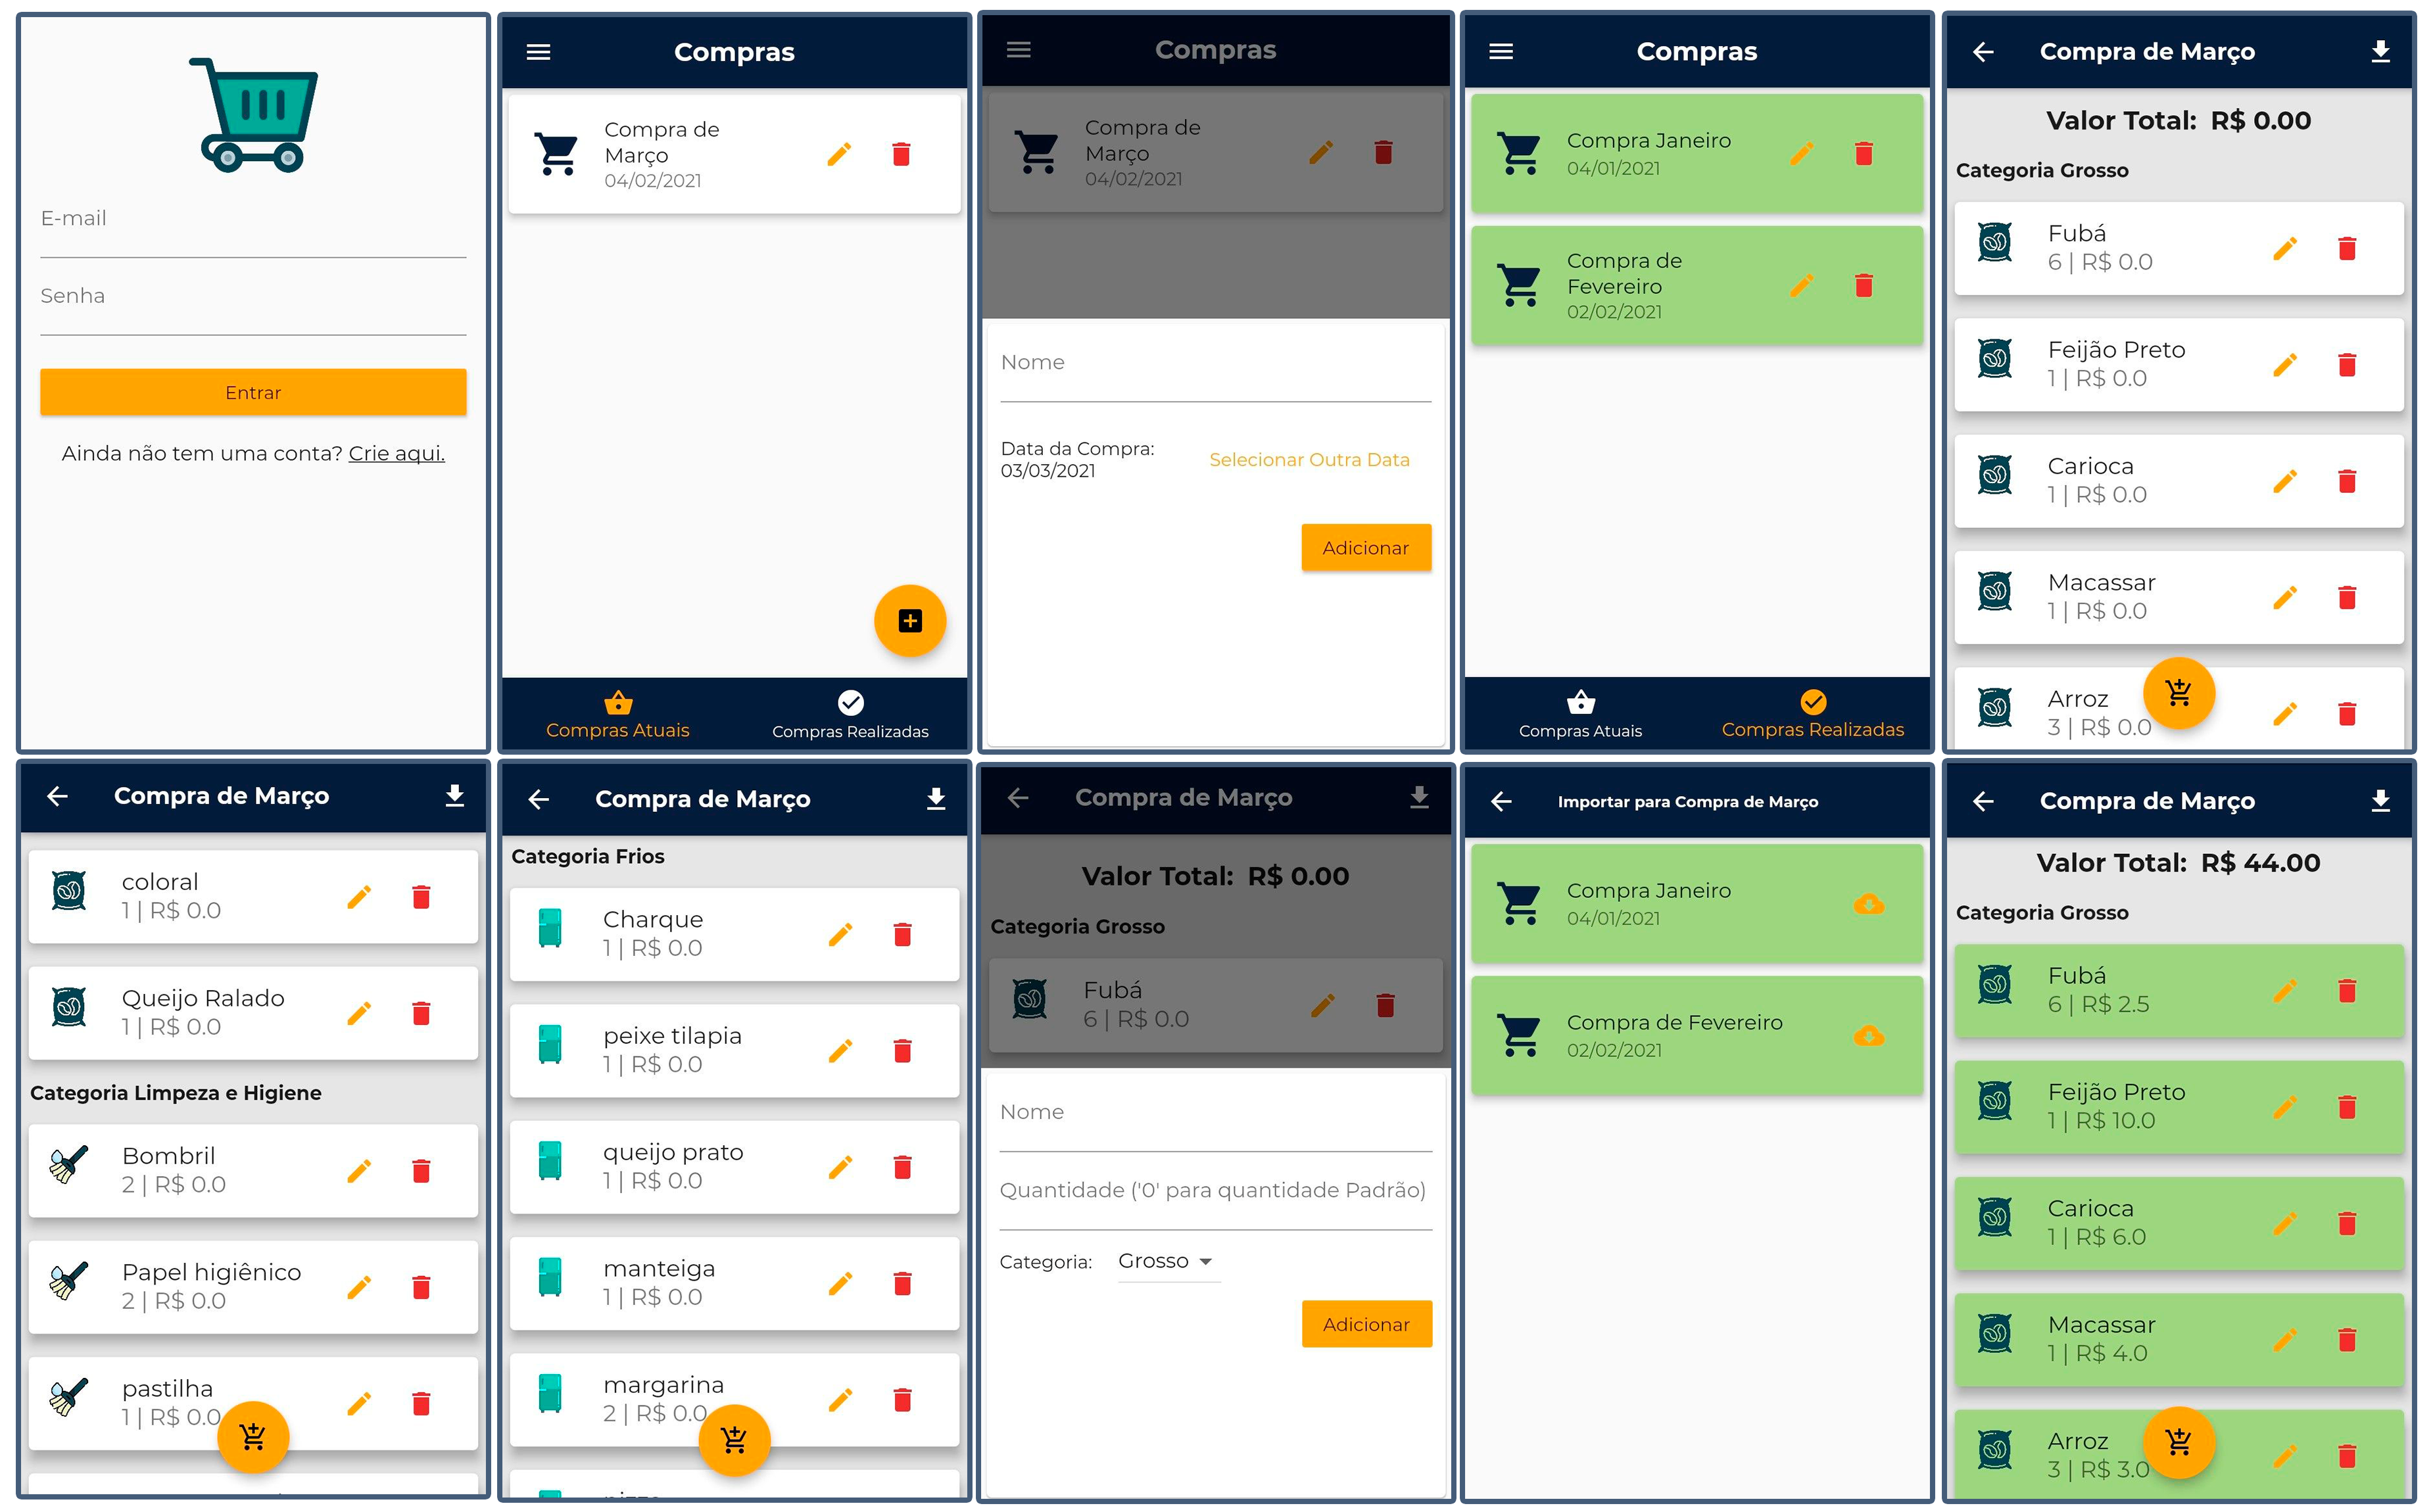 E-mail
Senha
Entrar
Ainda não tem uma conta? Crie aqui.
Compras
Compra de
Março
04/02/2021
Compras Atuais
Compras Realizadas
Compras
Compra de
Março
04/02/2021
Nome
Data da Compra:
03/03/2021
Selecionar Outra Data
Adicionar
Compras
Compra Janeiro
04/01/2021
Compra de
Fevereiro
02/02/2021
Compras Atuais
Compras Realizadas
Compra de Março
Valor Total: R$ 0.00
Categoria Grosso
Fubá
6 | R$ 0.0
Feijão Preto
1 | R$ 0.0
Carioca
1 | R$ 0.0
Macassar
1 | R$ 0.0
Arroz
3 | R$ 0.0
Compra de Março
coloral
1 | R$ 0.0
Queijo Ralado
1 | R$ 0.0
Categoria Limpeza e Higiene
Bombril
2 | R$ 0.0
Papel higiênico
2 | R$ 0.0
pastilha
1 | R$ 0.0
Compra de Março
Categoria Frios
Charque
1 | R$ 0.0
peixe tilapia
1 | R$ 0.0
queijo prato
1 | R$ 0.0
manteiga
1 | R$ 0.0
margarina
2 | R$ 0.0
Compra de Março
Valor Total: R$ 0.00
Categoria Grosso
Fubá
6 | R$ 0.0
Nome
Quantidade ('0' para quantidade Padrão)
Categoria: Grosso
Adicionar
Importar para Compra de Março
Compra Janeiro
04/01/2021
Compra de Fevereiro
02/02/2021
Compra de Março
Valor Total: R$ 44.00
Categoria Grosso
Fubá
6 | R$ 2.5
Feijão Preto
1 | R$ 10.0
Carioca
1 | R$ 6.0
Macassar
1 | R$ 4.0
Arroz
3 | R$ 3.0